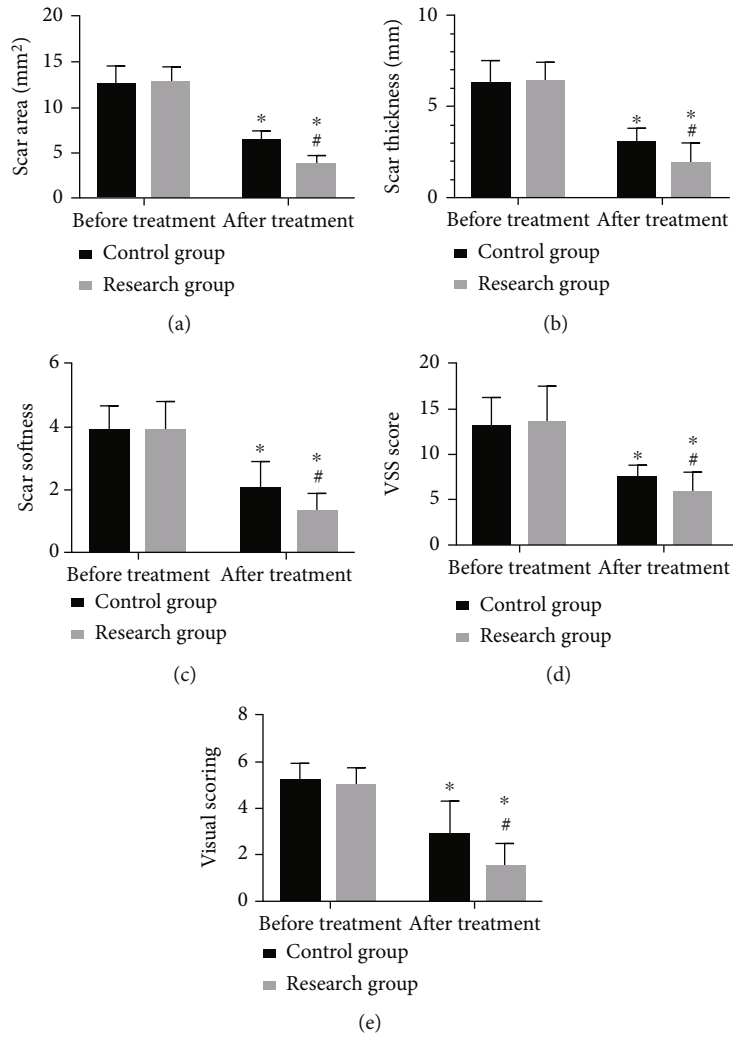 Scar area (mm²)
20
15
10
5
0
*
*
#
Before treatment After treatment
Control group
Research group
(a)
Scar thickness (mm)
10
5
0
*
*
#
Before treatment After treatment
Control group
Research group
(b)
Scar softness
6
4
2
0
*
*
#
Before treatment After treatment
Control group
Research group
(c)
VSS score
20
15
10
5
0
*
*
#
Before treatment After treatment
Control group
Research group
(d)
Visual scoring
8
6
4
2
0
*
*
#
Before treatment After treatment
Control group
Research group
(e)